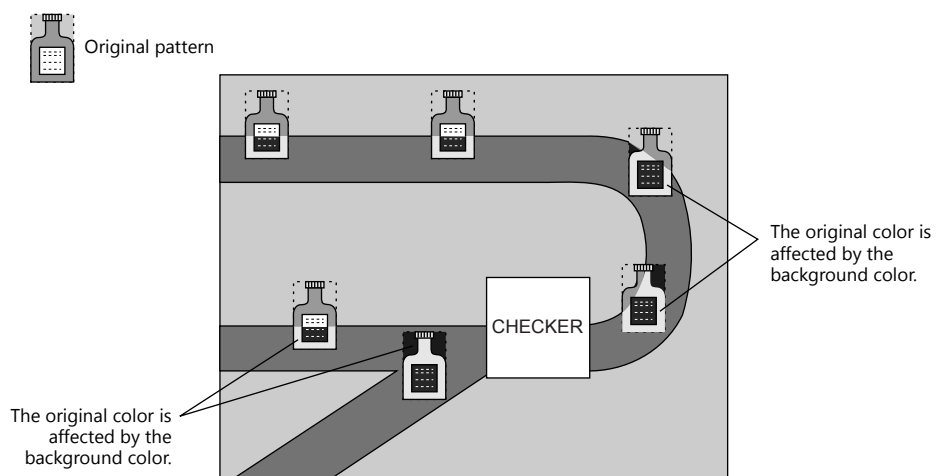 Original pattern
CHECKER
The original color is
affected by the
background color.
The original color is
affected by the
background color.